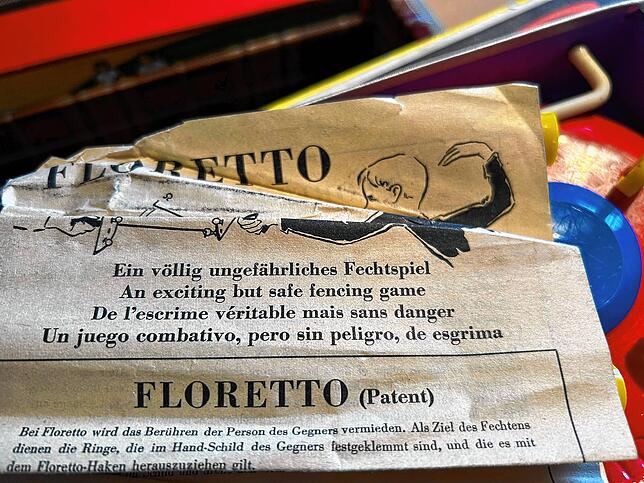 FLORETTO
Ein völlig ungefährliches Fechtspiel
An exciting but safe fencing game
De l'escrime véritable mais sans danger
Un juego combativo, pero sin peligro, de esgrima
FLORETTO (Patent)
Bei Floretto wird das Berühren der Person des Gegners vermieden. Als Ziel des Fechtens
dienen die Ringe, die im Hand-Schild des Gegners festgeklemmt sind, und die es mit
dem Floretto-Haken herauszuziehen gilt.